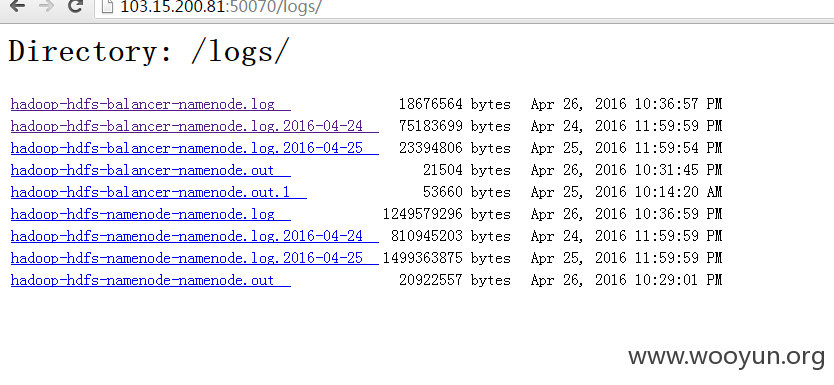 103.15.200.81:50070/logs/
Directory: /logs/
hadoop-hdfs-balancer-namenode.log 18676564 bytes Apr 26, 2016 10:36:57 PM
hadoop-hdfs-balancer-namenode.log.2016-04-24 75183699 bytes Apr 24, 2016 11:59:59 PM
hadoop-hdfs-balancer-namenode.log.2016-04-25 23394806 bytes Apr 25, 2016 11:59:54 PM
hadoop-hdfs-balancer-namenode.out 21504 bytes Apr 26, 2016 10:31:45 PM
hadoop-hdfs-balancer-namenode.out.1 53660 bytes Apr 25, 2016 10:14:20 AM
hadoop-hdfs-namenode-namenode.log 1249579296 bytes Apr 26, 2016 10:36:59 PM
hadoop-hdfs-namenode-namenode.log.2016-04-24 810945203 bytes Apr 24, 2016 11:59:59 PM
hadoop-hdfs-namenode-namenode.log.2016-04-25 1499363875 bytes Apr 25, 2016 11:59:59 PM
hadoop-hdfs-namenode-namenode.out 20922557 bytes Apr 26, 2016 10:29:01 PM
www.wooyun.org